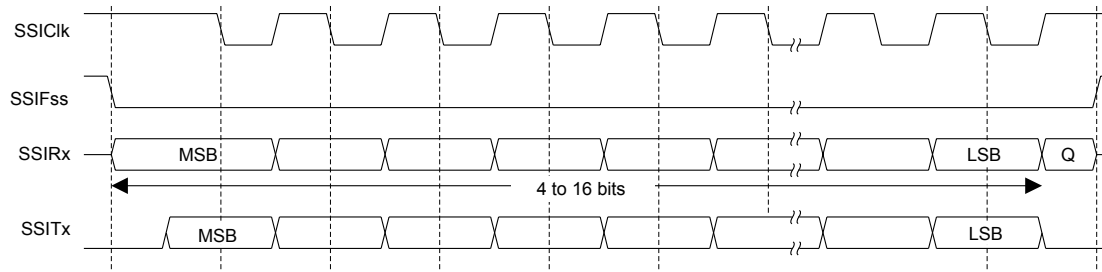 SSIClk
SSIFss
SSIRx MSB LSB Q
4 to 16 bits
SSITx MSB LSB